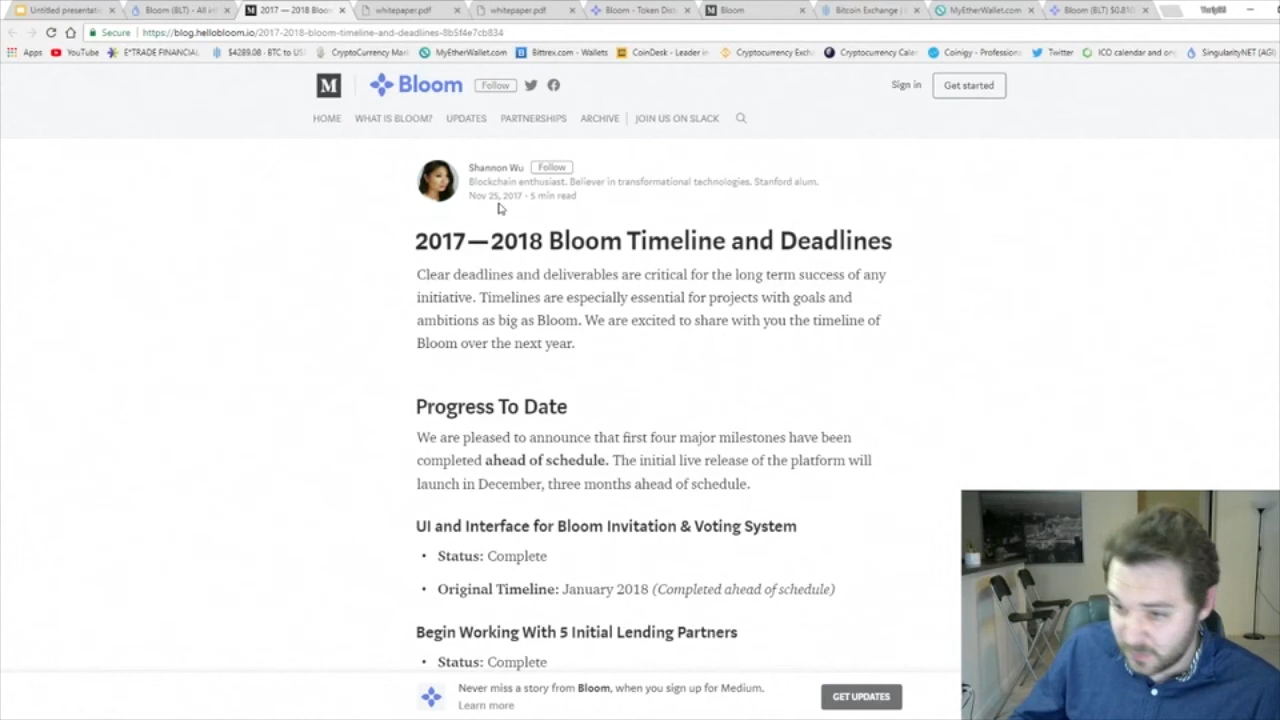 Untitled presentati
Bloom (BLT) - All in
2017 — 2018 Bloom
whitepaper.pdf
whitepaper.pdf
Bloom - Token Dis
Bloom
Bitcoin Exchange |
MyEtherWallet.com
Bloom (BLT) $0.81
Secure
https://blog.hellobloom.io/2017-2018-bloom-timeline-and-deadlines-8b5f4e7cb834
Apps
YouTube
E*TRADE FINANCIAL
$4289.08 - BTC to US
CryptoCurrency Mar
MyEtherWallet.com
Bittrex.com - Wallets
CoinDesk - Leader in
Cryptocurrency Exch
Cryptocurrency Cale
Coinigy - Profession
Twitter
ICO calendar and on
SingularityNET (AGI)
M
Bloom
Follow
Sign in
Get started
HOME
WHAT IS BLOOM?
UPDATES
PARTNERSHIPS
ARCHIVE
JOIN US ON SLACK
Shannon Wu
Follow
Blockchain enthusiast. Believer in transformational technologies. Stanford alum.
Nov 25, 2017 · 5 min read
2017—2018 Bloom Timeline and Deadlines
Clear deadlines and deliverables are critical for the long term success of any
initiative. Timelines are especially essential for projects with goals and
ambitions as big as Bloom. We are excited to share with you the timeline of
Bloom over the next year.
Progress To Date
We are pleased to announce that first four major milestones have been
completed ahead of schedule. The initial live release of the platform will
launch in December, three months ahead of schedule.
UI and Interface for Bloom Invitation & Voting System
• Status: Complete
• Original Timeline: January 2018 (Completed ahead of schedule)
Begin Working With 5 Initial Lending Partners
• Status: Complete
Never miss a story from Bloom, when you sign up for Medium.
Learn more
GET UPDATES